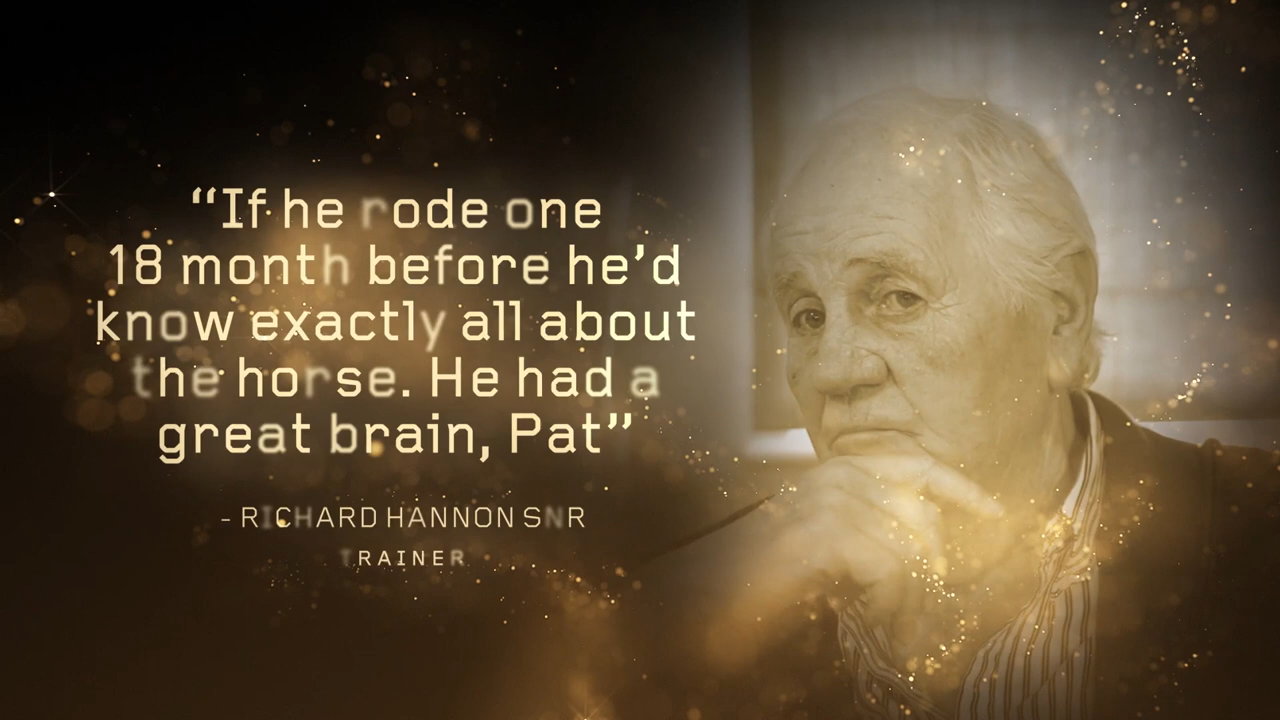 “If he rode one
18 month before he’d
know exactly all about
the horse. He had a
great brain, Pat”
- RICHARD HANNON SNR
TRAINER